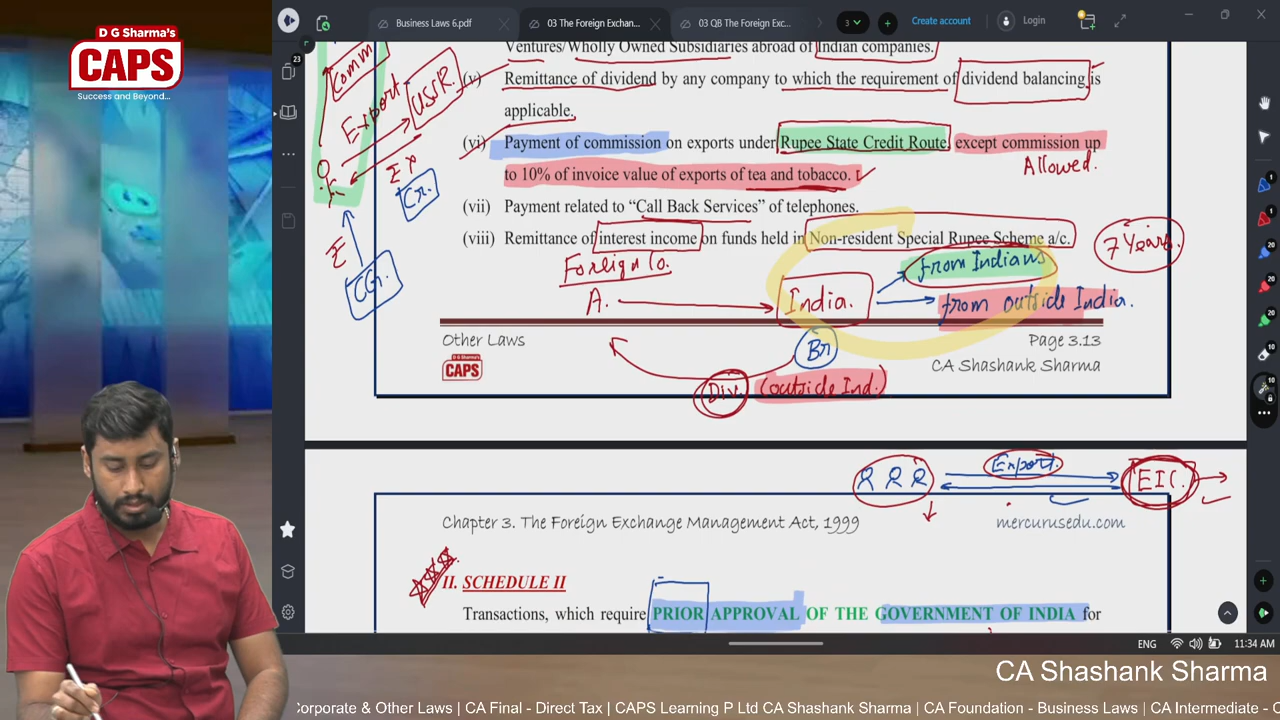 D G Sharma's
CAPS
Success and Beyond...
Business Laws 6.pdf
03 The Foreign Exchan...
03 QB The Foreign Exc...
3
Create account
Login
23
Ventures/Wholly Owned Subsidiaries abroad of Indian companies.
(v) Remittance of dividend by any company to which the requirement of dividend balancing is
applicable.
(vi) Payment of commission on exports under Rupee State Credit Route, except commission up
to 10% of invoice value of exports of tea and tobacco.
Allowed.
(vii) Payment related to "Call Back Services" of telephones.
(viii) Remittance of interest income on funds held in Non-resident Special Rupee Scheme a/c.
7 Years.
Comm
Export
USSR.
Cr.
Foreign Co.
A.
India.
from Indians
from outside India.
Br
Div.
(outside Ind.)
Other Laws
Page 3.13
D G Sharma's
CAPS
CA Shashank Sharma
Export.
EIC.
Chapter 3. The Foreign Exchange Management Act, 1999
mercurusedu.com
II. SCHEDULE II
Transactions, which require PRIOR APPROVAL OF THE GOVERNMENT OF INDIA for
ENG
11:34 AM
CA Shashank Sharma
Corporate & Other Laws | CA Final - Direct Tax | CAPS Learning P Ltd CA Shashank Sharma | CA Foundation - Business Laws | CA Intermediate - C